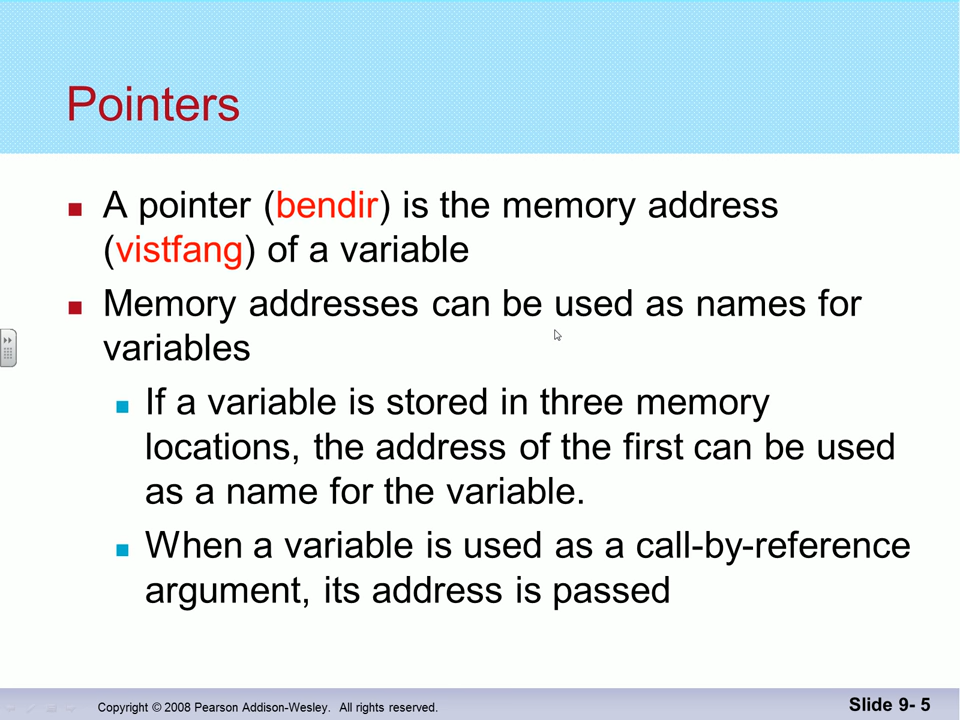 Pointers
A pointer (bendir) is the memory address
(vistfang) of a variable
Memory addresses can be used as names for
variables
If a variable is stored in three memory
locations, the address of the first can be used
as a name for the variable.
When a variable is used as a call-by-reference
argument, its address is passed
Copyright © 2008 Pearson Addison-Wesley. All rights reserved.
Slide 9- 5